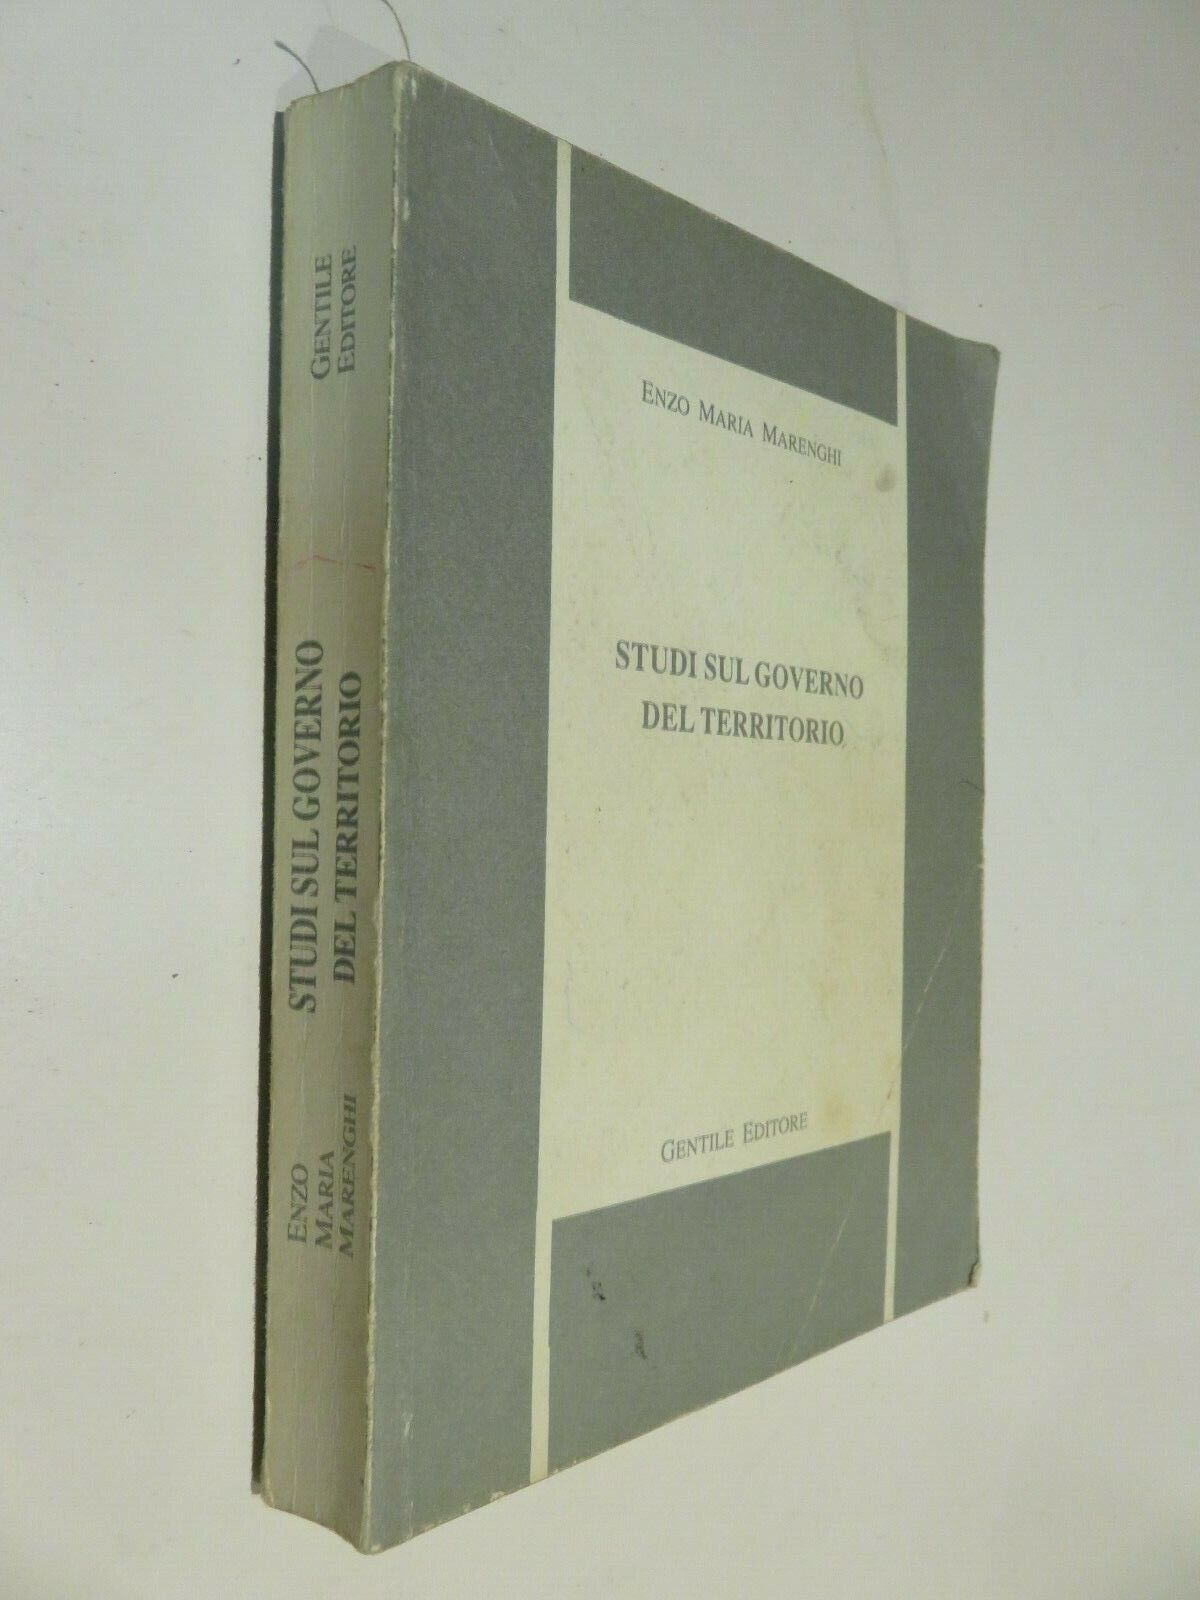 GENTILE
EDITORE
STUDI SUL GOVERNO
DEL TERRITORIO
ENZO
MARIA
MARENGHI
ENZO MARIA MARENGHI
STUDI SUL GOVERNO
DEL TERRITORIO
GENTILE EDITORE